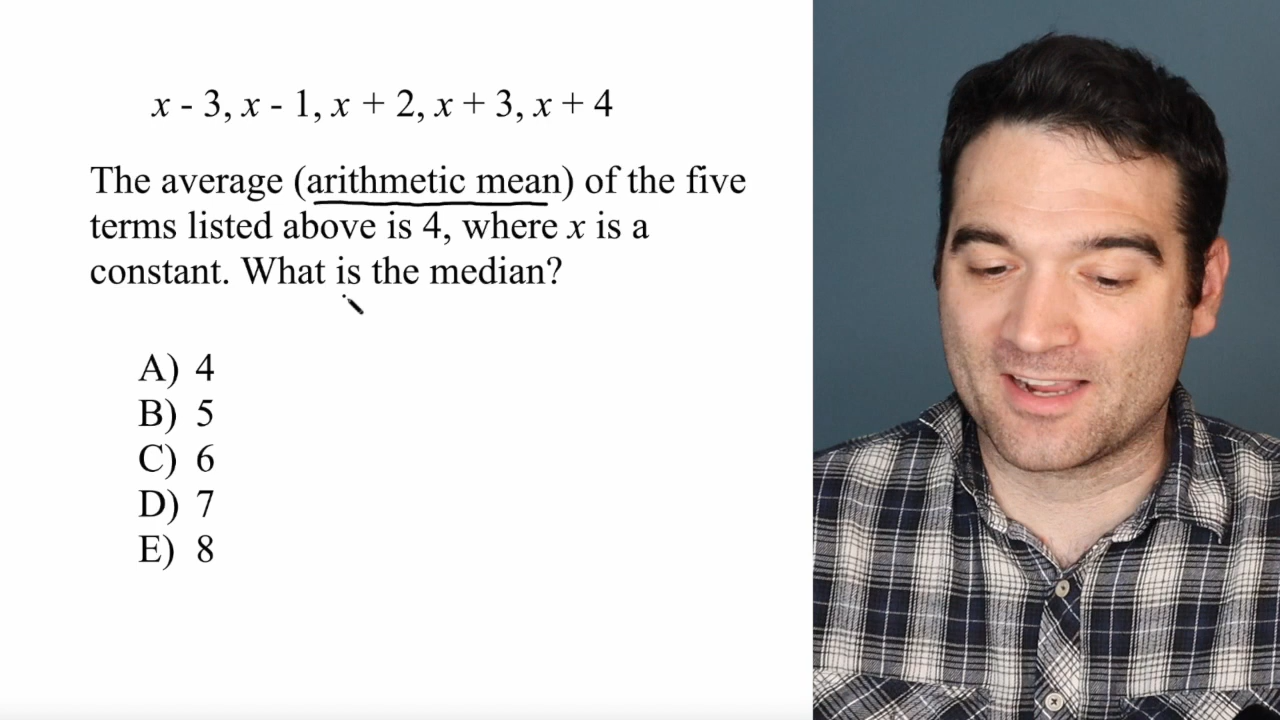 x - 3, x - 1, x + 2, x + 3, x + 4
The average (arithmetic mean) of the five
terms listed above is 4, where x is a
constant. What is the median?
A) 4
B) 5
C) 6
D) 7
E) 8